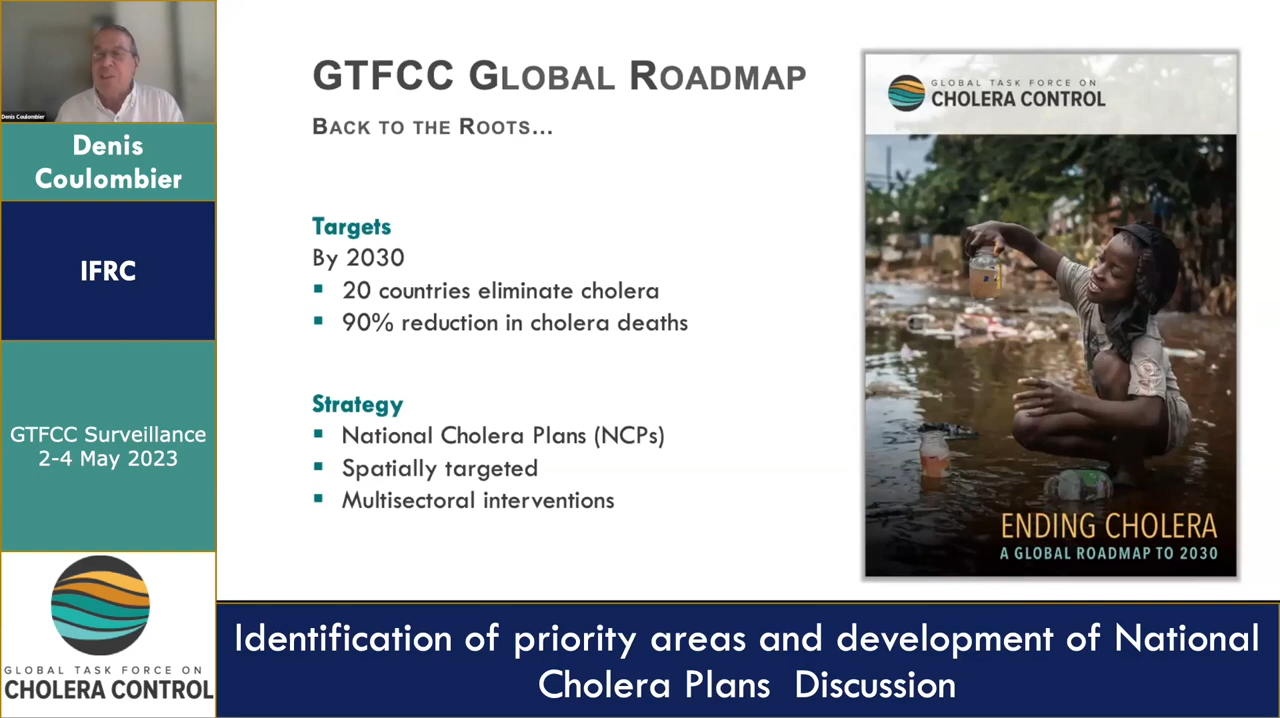 Denis Coulombier
Denis
Coulombier
IFRC
GTFCC Surveillance
2-4 May 2023
GLOBAL TASK FORCE ON
CHOLERA CONTROL
GTFCC GLOBAL ROADMAP
BACK TO THE ROOTS...
Targets
By 2030
▪ 20 countries eliminate cholera
▪ 90% reduction in cholera deaths
Strategy
▪ National Cholera Plans (NCPs)
▪ Spatially targeted
▪ Multisectoral interventions
GLOBAL TASK FORCE ON
CHOLERA CONTROL
ENDING CHOLERA
A GLOBAL ROADMAP TO 2030
Identification of priority areas and development of National
Cholera Plans Discussion